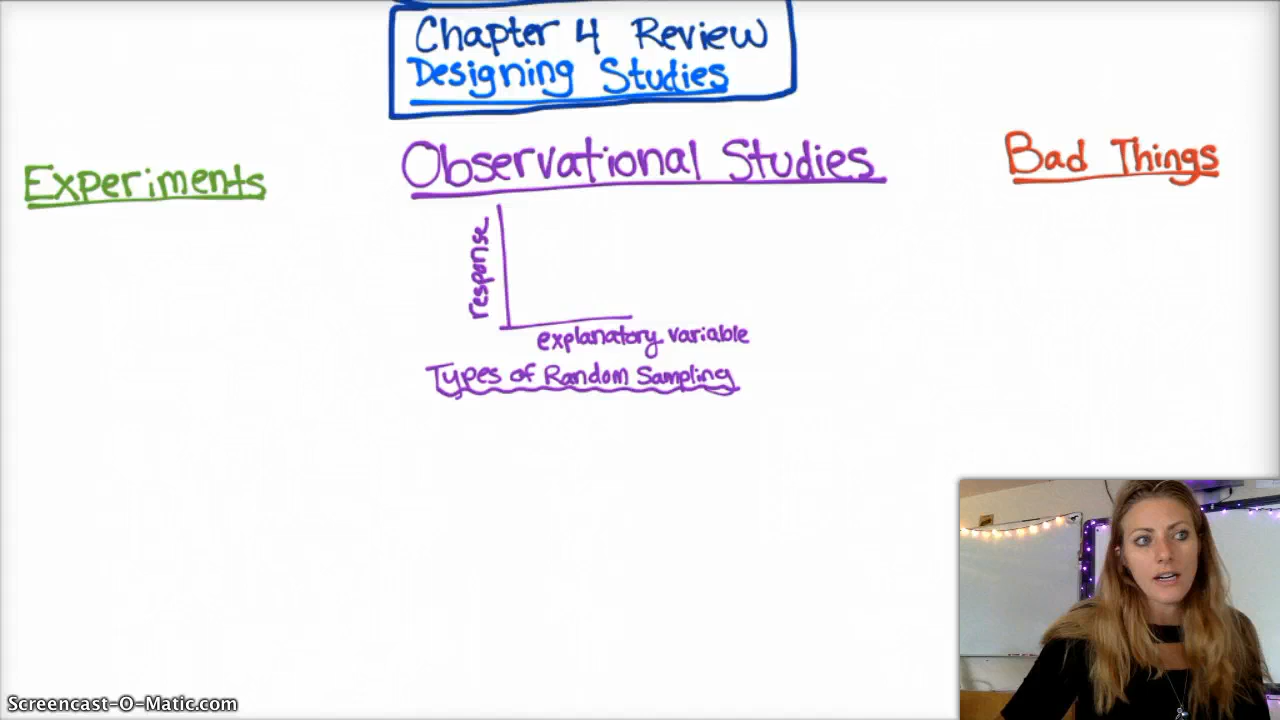 Chapter 4 Review
Designing Studies
Experiments
Observational Studies
Bad Things
response
explanatory variable
Types of Random Sampling
Screencast-O-Matic.com